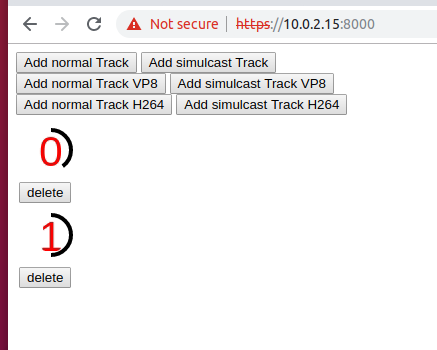 Not secure | https://10.0.2.15:8000
Add normal Track Add simulcast Track
Add normal Track VP8 Add simulcast Track VP8
Add normal Track H264 Add simulcast Track H264
0
delete
1
delete